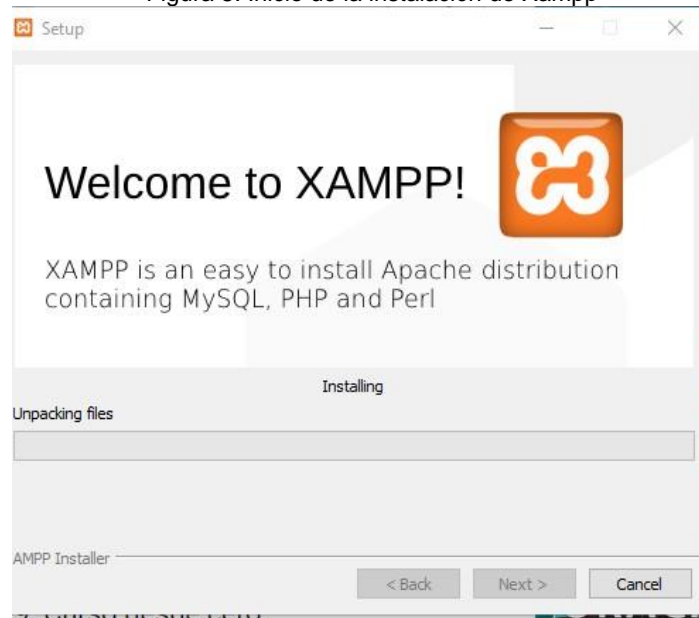 Setup
Welcome to XAMPP!
XAMPP is an easy to install Apache distribution
containing MySQL, PHP and Perl
Installing
Unpacking files
AMPP Installer
< Back
Next >
Cancel